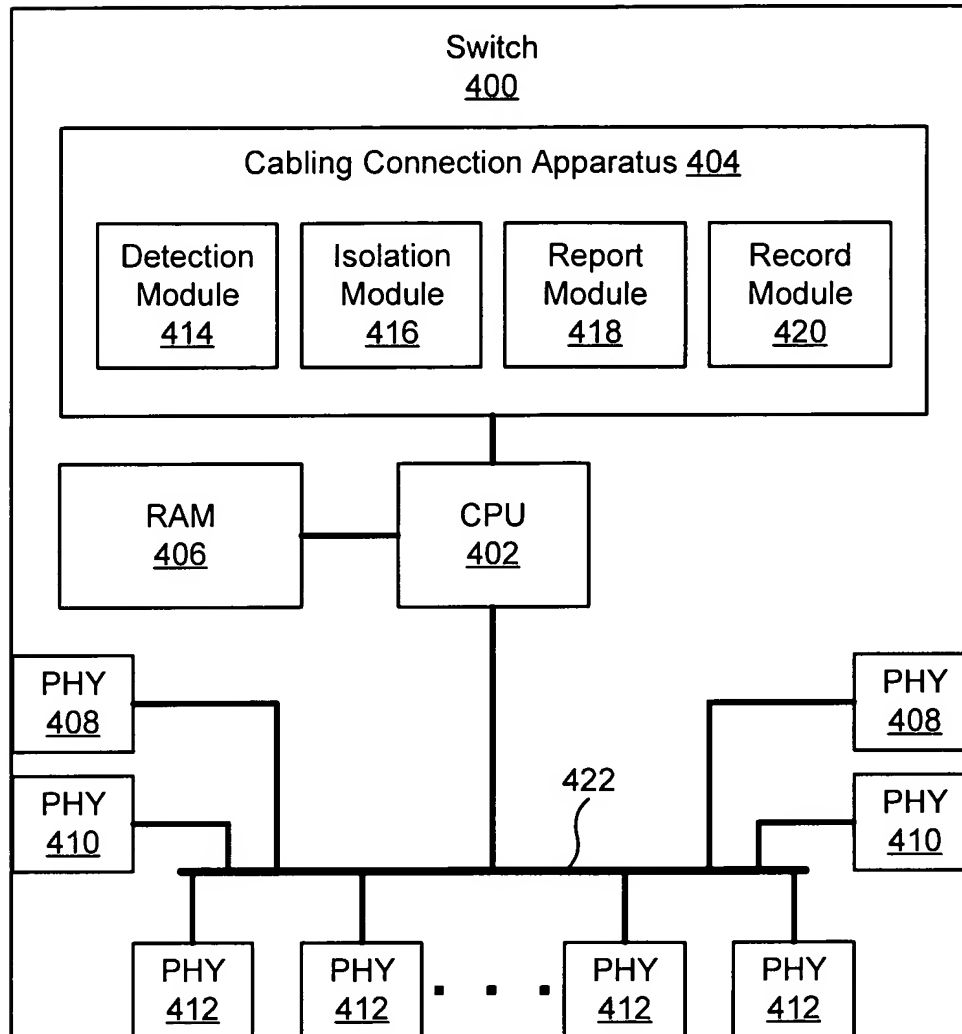 Switch
400
Cabling Connection Apparatus 404
Detection
Module
414
Isolation
Module
416
Report
Module
418
Record
Module
420
RAM
406
CPU
402
PHY
408
PHY
408
PHY
410
422
PHY
410
PHY
412
PHY
412
. . .
PHY
412
PHY
412